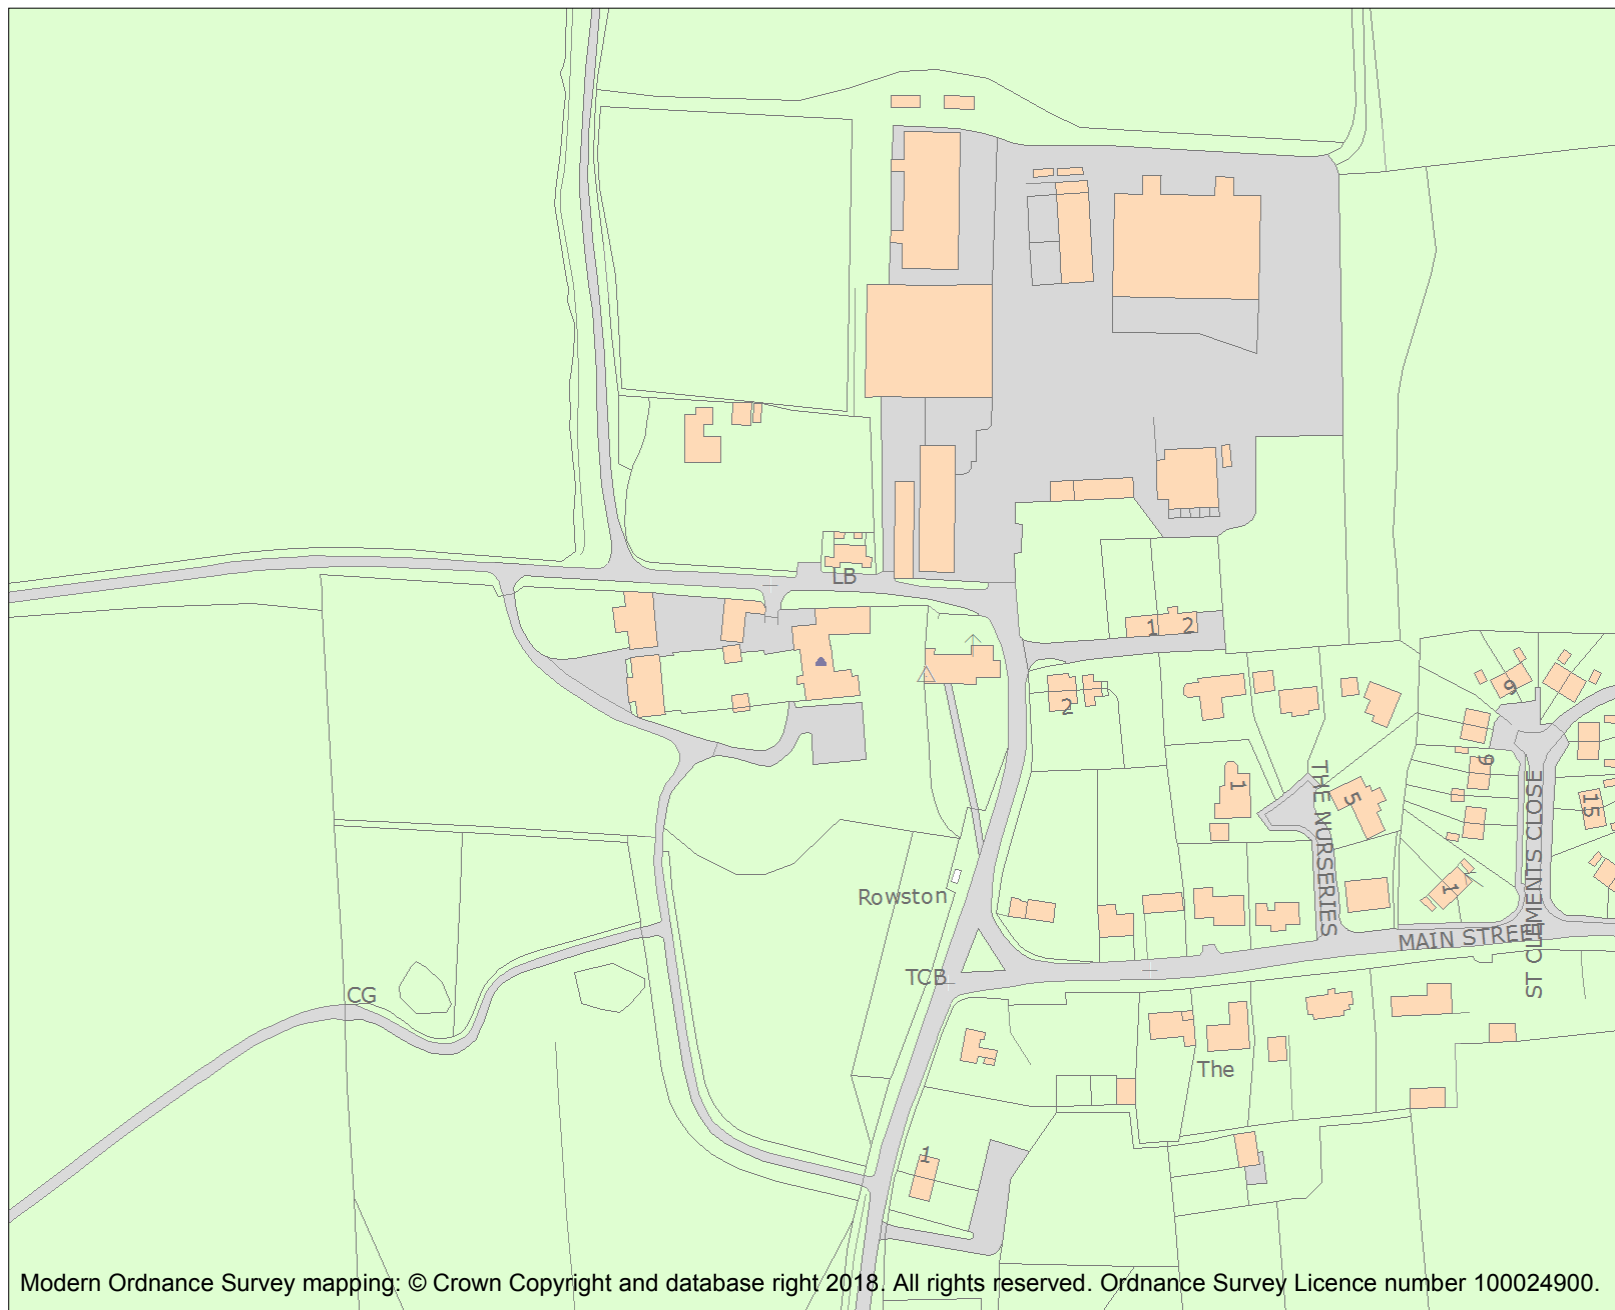 LB
1 2
2
9
6
1
THE NURSERIES
5
15
ST CLEMENTS CLOSE
1
Rowston
MAIN STREET
TCB
CG
The
1
Modern Ordnance Survey mapping: © Crown Copyright and database right 2018. All rights reserved. Ordnance Survey Licence number 100024900.